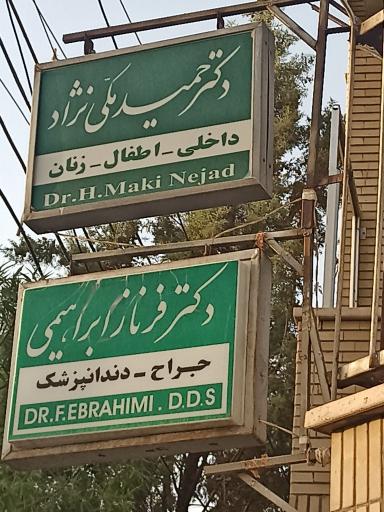 دکتر حمید مکی نژاد
داخلی - اطفال - زنان
Dr.H.Maki Nejad
دکتر فرناز ابراهیمی
جراح - دندانپزشک
DR.F.EBRAHIMI . D.D.S